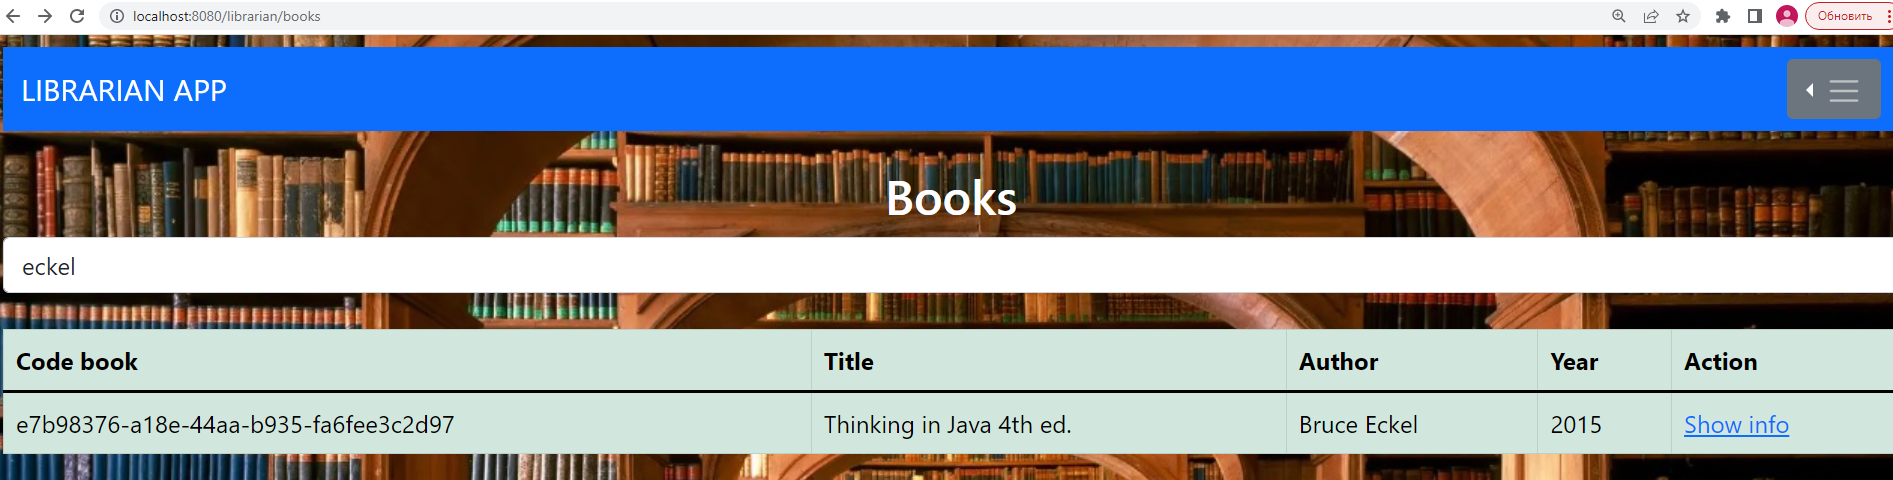 localhost:8080/librarian/books
Обновить
LIBRARIAN APP
Books
eckel
Code book Title Author Year Action
e7b98376-a18e-44aa-b935-fa6fee3c2d97 Thinking in Java 4th ed. Bruce Eckel 2015 Show info